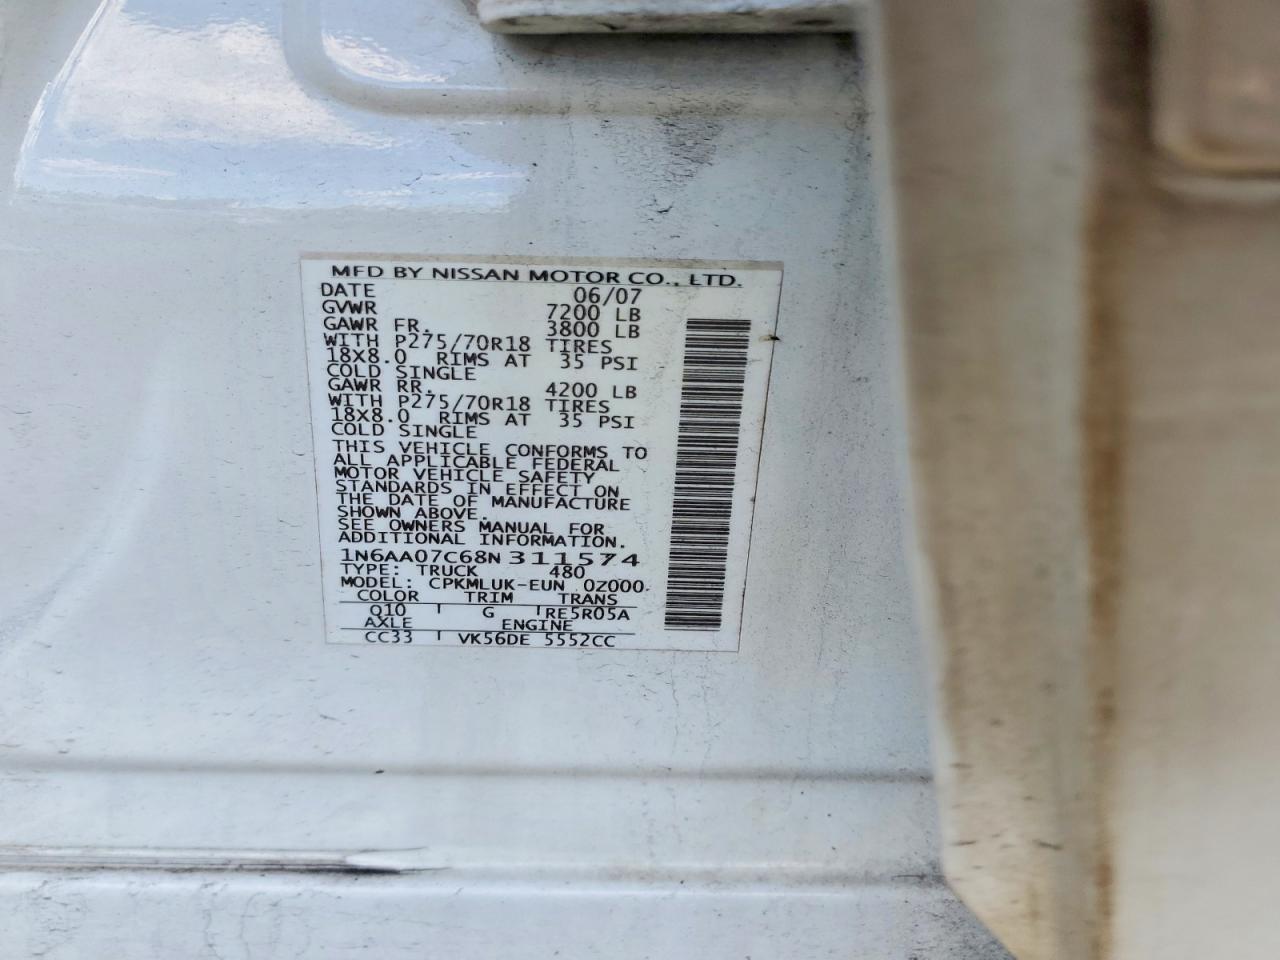 MFD BY NISSAN MOTOR CO., LTD.
DATE 06/07
GVWR 7200 LB
GAWR FR. 3800 LB
WITH P275/70R18 TIRES
18X8.0 RIMS AT 35 PSI
COLD SINGLE
GAWR RR. 4200 LB
WITH P275/70R18 TIRES
18X8.0 RIMS AT 35 PSI
COLD SINGLE
THIS VEHICLE CONFORMS TO
ALL APPLICABLE FEDERAL
MOTOR VEHICLE SAFETY
STANDARDS IN EFFECT ON
THE DATE OF MANUFACTURE
SHOWN ABOVE.
SEE OWNERS MANUAL FOR
ADDITIONAL INFORMATION.
1N6AA07C68N311574
TYPE: TRUCK 480
MODEL: CPKMLUK-EUN 0Z000
COLOR TRIM TRANS
Q10 G RE5R05A
AXLE ENGINE
CC33 VK56DE 5552CC